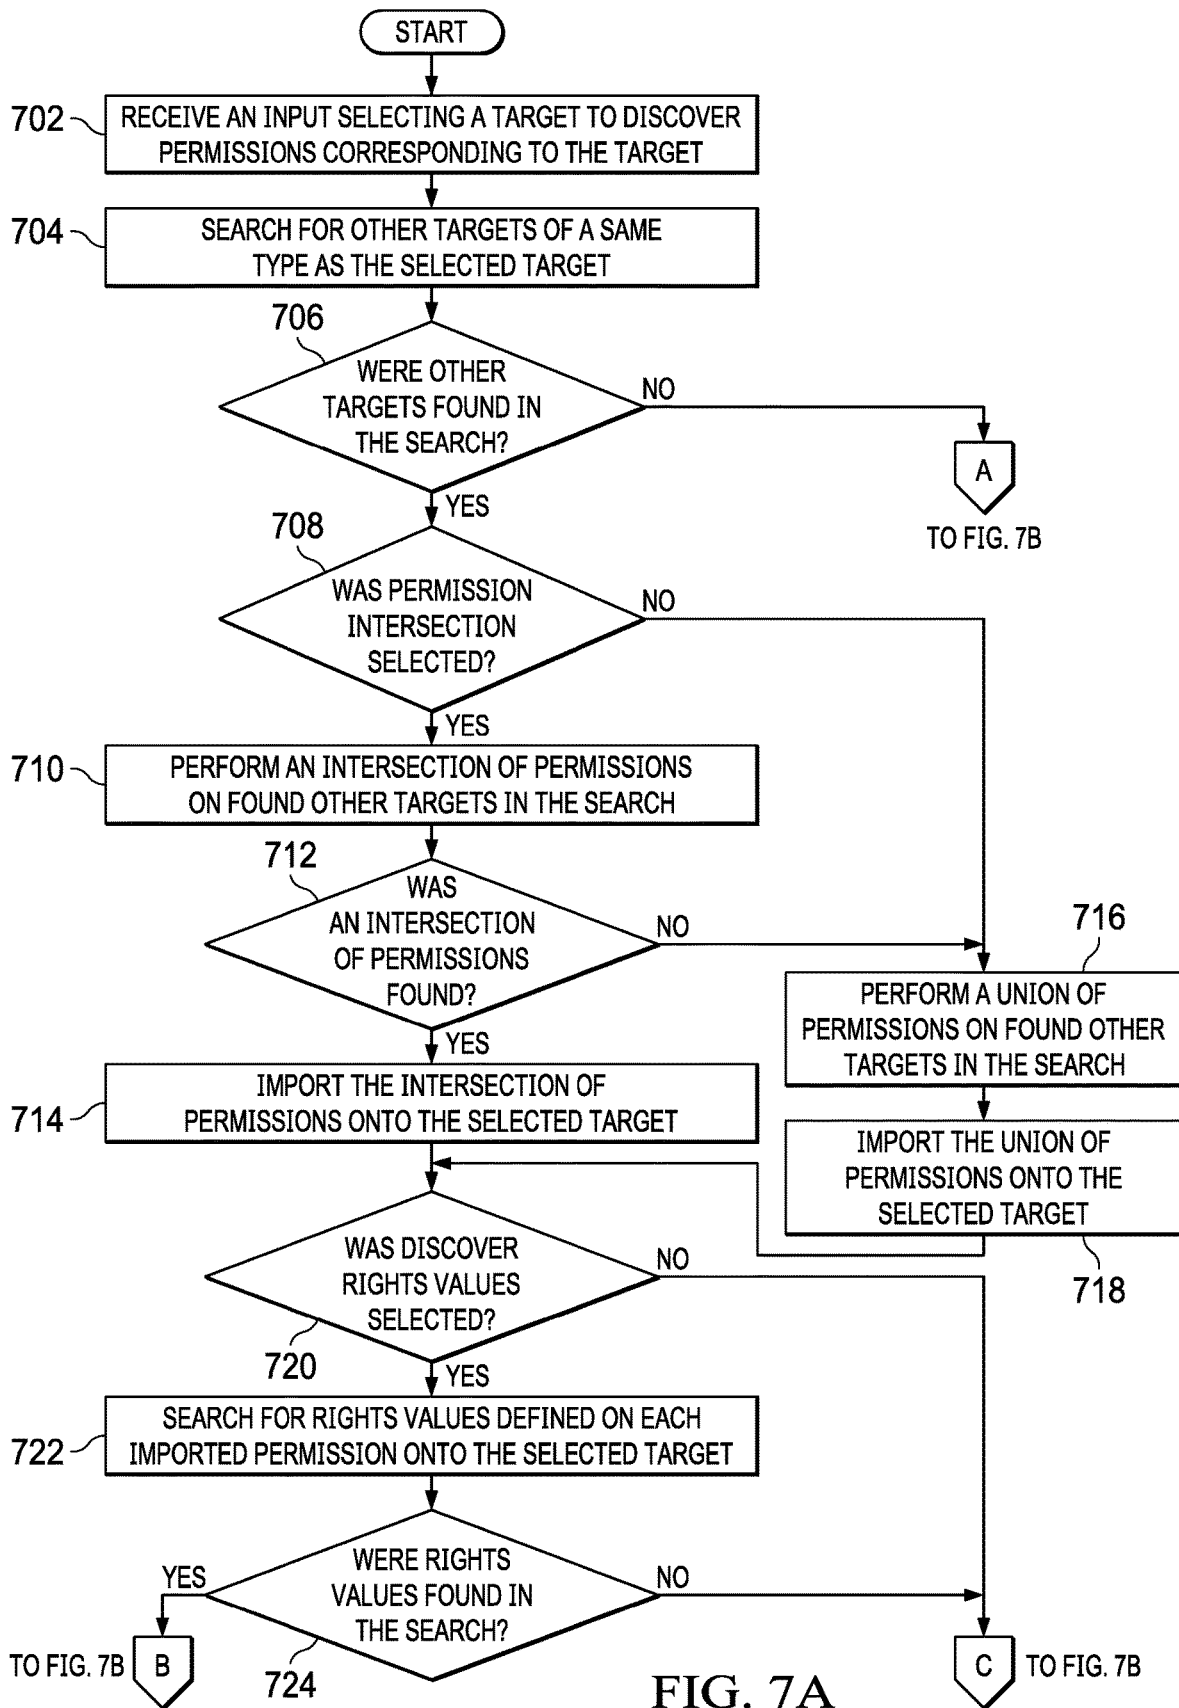 START
702
RECEIVE AN INPUT SELECTING A TARGET TO DISCOVER
PERMISSIONS CORRESPONDING TO THE TARGET
704
SEARCH FOR OTHER TARGETS OF A SAME
TYPE AS THE SELECTED TARGET
706
WERE OTHER
TARGETS FOUND IN
THE SEARCH?
NO
A
TO FIG. 7B
YES
708
WAS PERMISSION
INTERSECTION
SELECTED?
NO
YES
710
PERFORM AN INTERSECTION OF PERMISSIONS
ON FOUND OTHER TARGETS IN THE SEARCH
712
WAS
AN INTERSECTION
OF PERMISSIONS
FOUND?
NO
YES
716
PERFORM A UNION OF
PERMISSIONS ON FOUND OTHER
TARGETS IN THE SEARCH
714
IMPORT THE INTERSECTION OF
PERMISSIONS ONTO THE SELECTED TARGET
IMPORT THE UNION OF
PERMISSIONS ONTO THE
SELECTED TARGET
718
WAS DISCOVER
RIGHTS VALUES
SELECTED?
NO
720
YES
722
SEARCH FOR RIGHTS VALUES DEFINED ON EACH
IMPORTED PERMISSION ONTO THE SELECTED TARGET
WERE RIGHTS
VALUES FOUND IN
THE SEARCH?
YES
NO
724
TO FIG. 7B
B
C
TO FIG. 7B
FIG. 7A